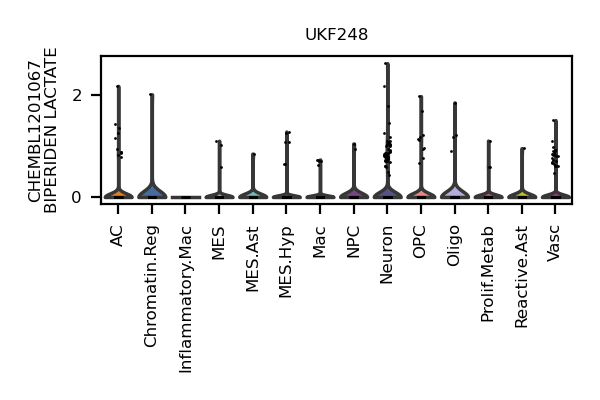 UKF248
CHEMBL1201067
BIPERIDEN LACTATE
2
0
AC
Chromatin.Reg
Inflammatory.Mac
MES
MES.Ast
MES.Hyp
Mac
NPC
Neuron
OPC
Oligo
Prolif.Metab
Reactive.Ast
Vasc